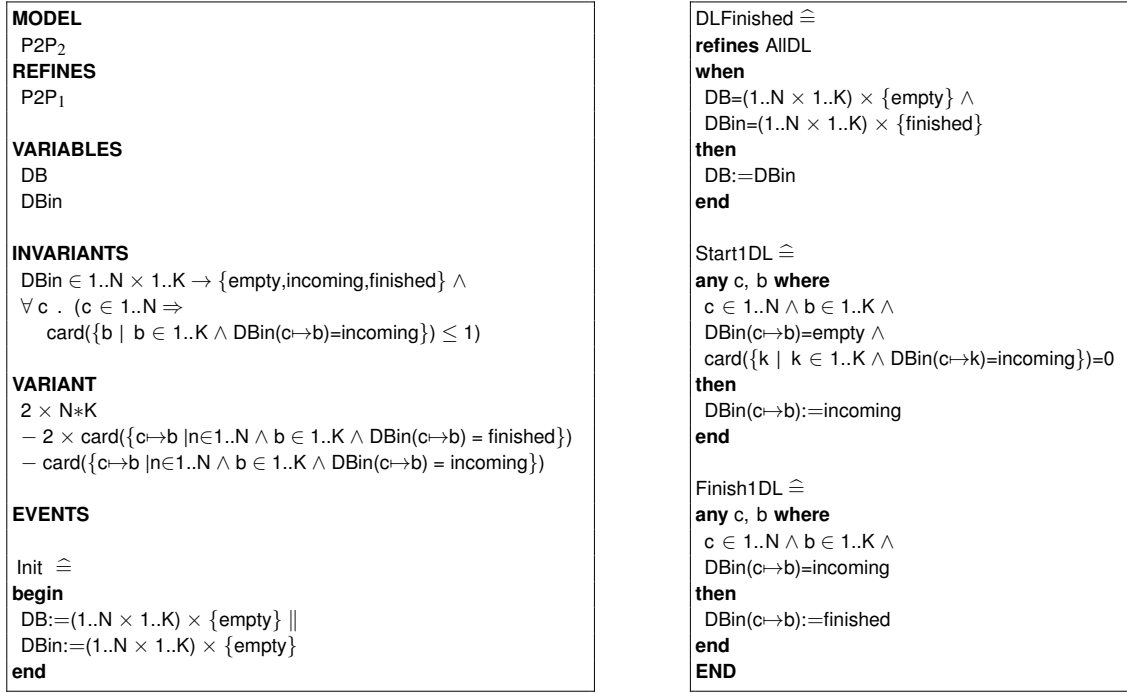 MODEL
P2P₂
REFINES
P2P₁
VARIABLES
DB
DBin
INVARIANTS
DBin ∈ 1..N × 1..K → {empty,incoming,finished} ∧
∀ c . (c ∈ 1..N ⇒
card({b | b ∈ 1..K ∧ DBin(c↦b)=incoming}) ≤ 1)
VARIANT
2 × N∗K
− 2 × card({c↦b |n∈1..N ∧ b ∈ 1..K ∧ DBin(c↦b) = finished})
− card({c↦b |n∈1..N ∧ b ∈ 1..K ∧ DBin(c↦b) = incoming})
EVENTS
Init ≙
begin
DB:=(1..N × 1..K) × {empty} ∥
DBin:=(1..N × 1..K) × {empty}
end
DLFinished ≙
refines AllDL
when
DB=(1..N × 1..K) × {empty} ∧
DBin=(1..N × 1..K) × {finished}
then
DB:=DBin
end
Start1DL ≙
any c, b where
c ∈ 1..N ∧ b ∈ 1..K ∧
DBin(c↦b)=empty ∧
card({k | k ∈ 1..K ∧ DBin(c↦k)=incoming})=0
then
DBin(c↦b):=incoming
end
Finish1DL ≙
any c, b where
c ∈ 1..N ∧ b ∈ 1..K ∧
DBin(c↦b)=incoming
then
DBin(c↦b):=finished
end
END